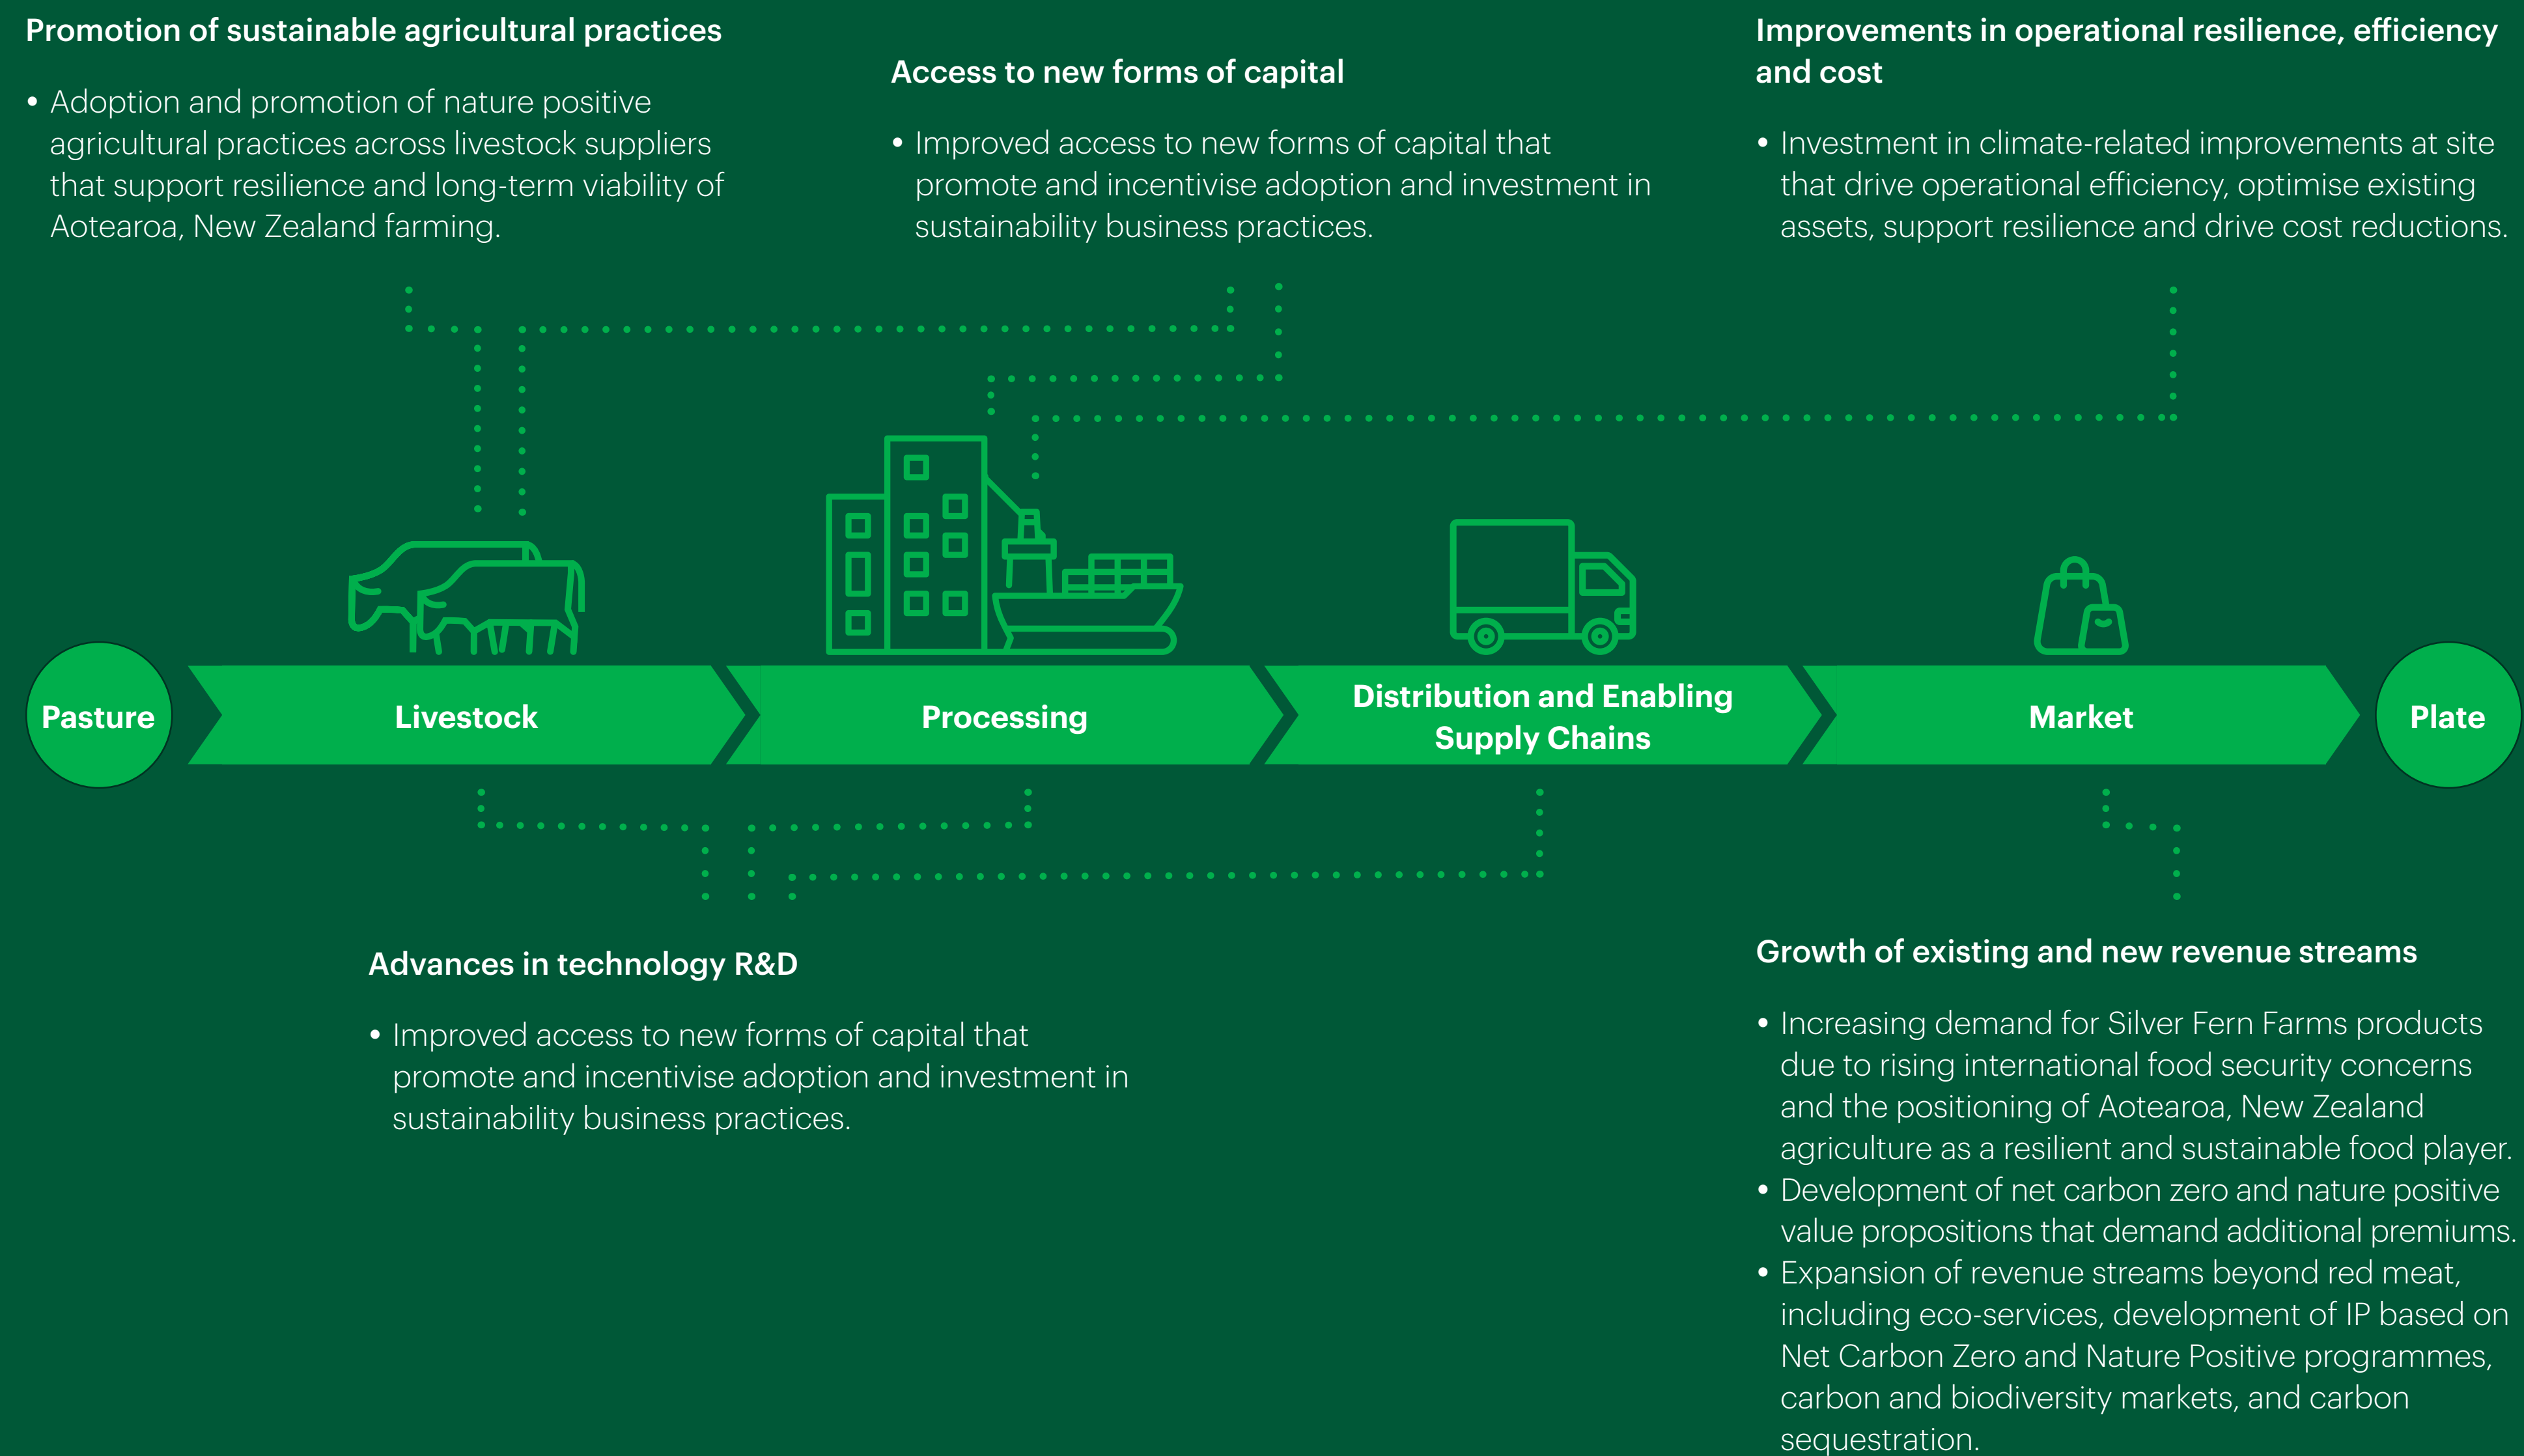 Promotion of sustainable agricultural practices
• Adoption and promotion of nature positive
agricultural practices across livestock suppliers
that support resilience and long-term viability of
Aotearoa, New Zealand farming.
Access to new forms of capital
• Improved access to new forms of capital that
promote and incentivise adoption and investment in
sustainability business practices.
Improvements in operational resilience, efficiency
and cost
• Investment in climate-related improvements at site
that drive operational efficiency, optimise existing
assets, support resilience and drive cost reductions.
Pasture
Livestock
Processing
Distribution and Enabling
Supply Chains
Market
Plate
Advances in technology R&D
• Improved access to new forms of capital that
promote and incentivise adoption and investment in
sustainability business practices.
Growth of existing and new revenue streams
• Increasing demand for Silver Fern Farms products
due to rising international food security concerns
and the positioning of Aotearoa, New Zealand
agriculture as a resilient and sustainable food player.
• Development of net carbon zero and nature positive
value propositions that demand additional premiums.
• Expansion of revenue streams beyond red meat,
including eco-services, development of IP based on
Net Carbon Zero and Nature Positive programmes,
carbon and biodiversity markets, and carbon
sequestration.